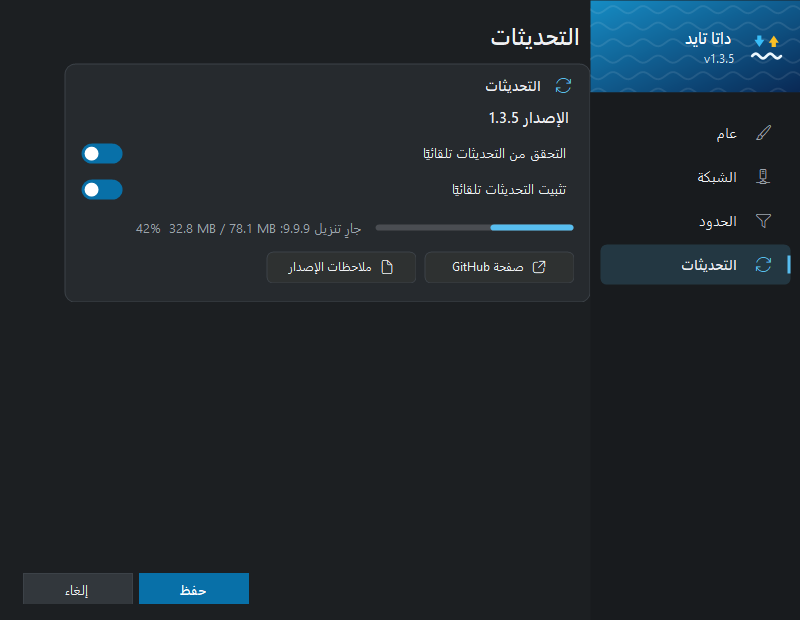 داتا تايد
v1.3.5
عام
الشبكة
الحدود
التحديثات
التحديثات
التحديثات
الإصدار 1.3.5
التحقق من التحديثات تلقائيًا
تثبيت التحديثات تلقائيًا
جارٍ تنزيل 9.9.9: 32.8 MB / 78.1 MB 42%
صفحة GitHub
ملاحظات الإصدار
حفظ
إلغاء